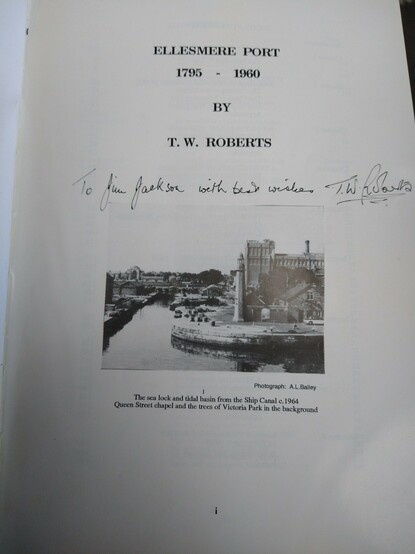 ELLESMERE PORT
1795 - 1960
BY
T. W. ROBERTS
To Jim Jackson with best wishes T.W. Roberts
Photograph: A.L.Bailey
The sea lock and tidal basin from the Ship Canal c.1964
Queen Street chapel and the trees of Victoria Park in the background
i